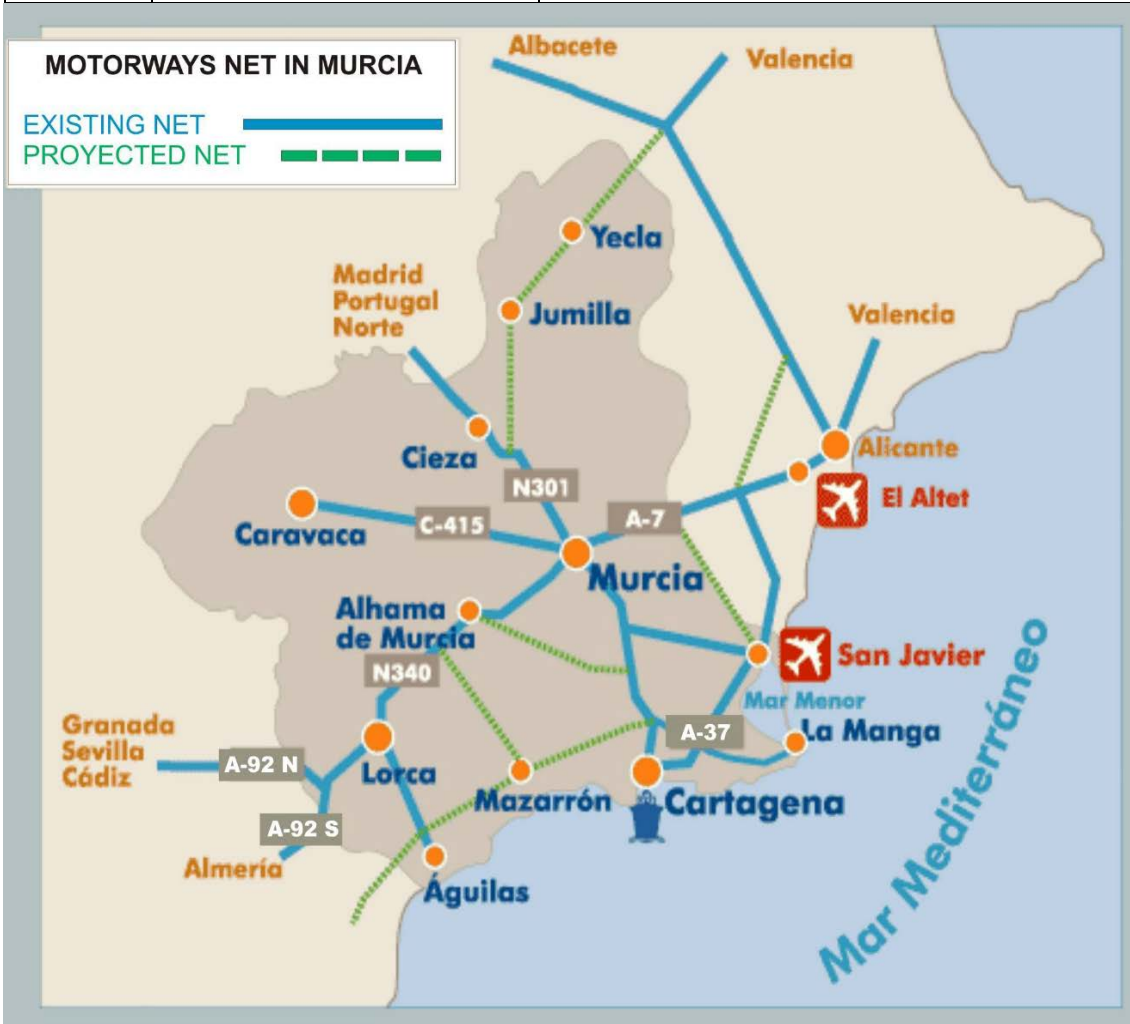 MOTORWAYS NET IN MURCIA
EXISTING NET
PROYECTED NET
Albacete
Valencia
Yecla
Madrid
Portugal
Norte
Jumilla
Valencia
Cieza
Alicante
N301
El Altet
Caravaca
C-415
A-7
Murcia
Alhama
de Murcia
San Javier
N340
Mar Menor
La Manga
A-37
Granada
Sevilla
Cádiz
A-92 N
Lorca
Mazarrón
Cartagena
A-92 S
Almería
Águilas
Mar Mediterráneo